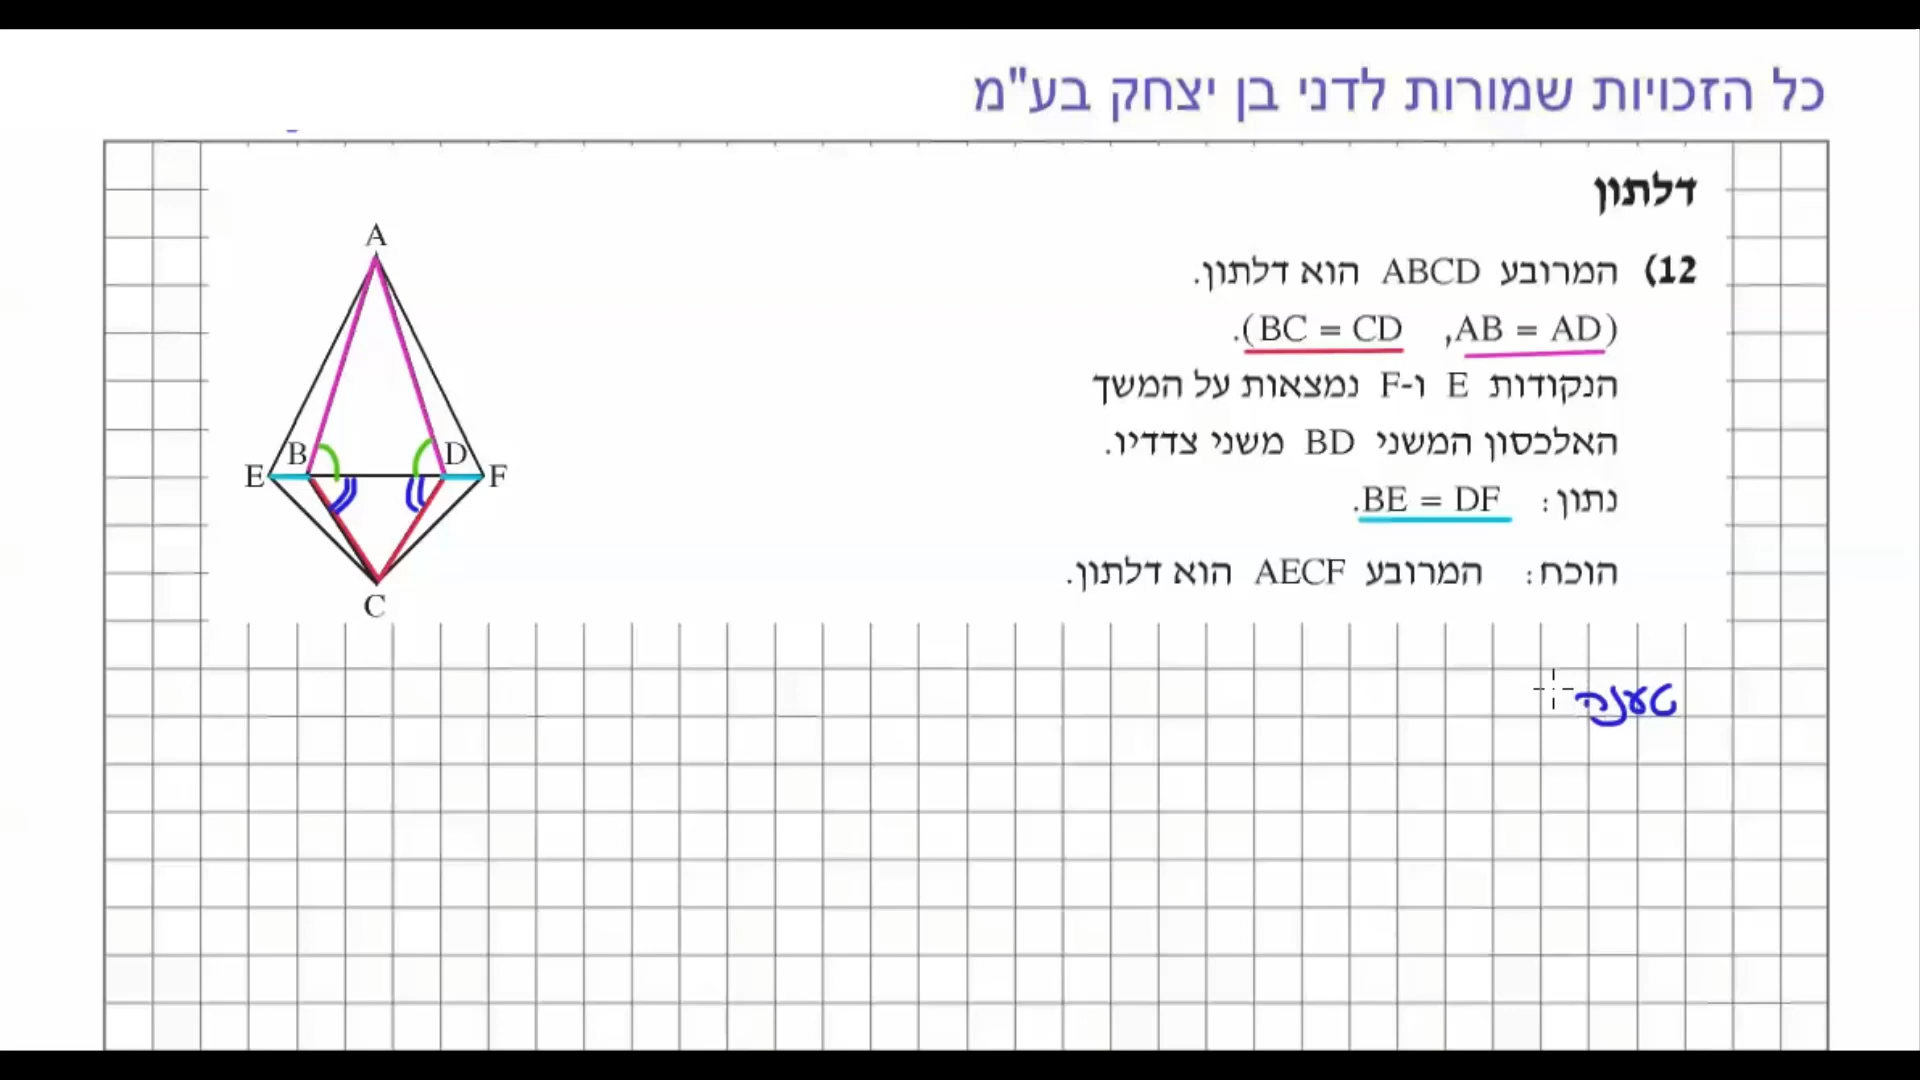 כל הזכויות שמורות לדני בן יצחק בע"מ
דלתון
12) המרובע ABCD הוא דלתון.
(AB = AD, BC = CD).
הנקודות E ו-F נמצאות על המשך
האלכסון המשני BD משני צדדיו.
נתון: BE = DF.
הוכח: המרובע AECF הוא דלתון.
A
B
D
E
F
C
טענה